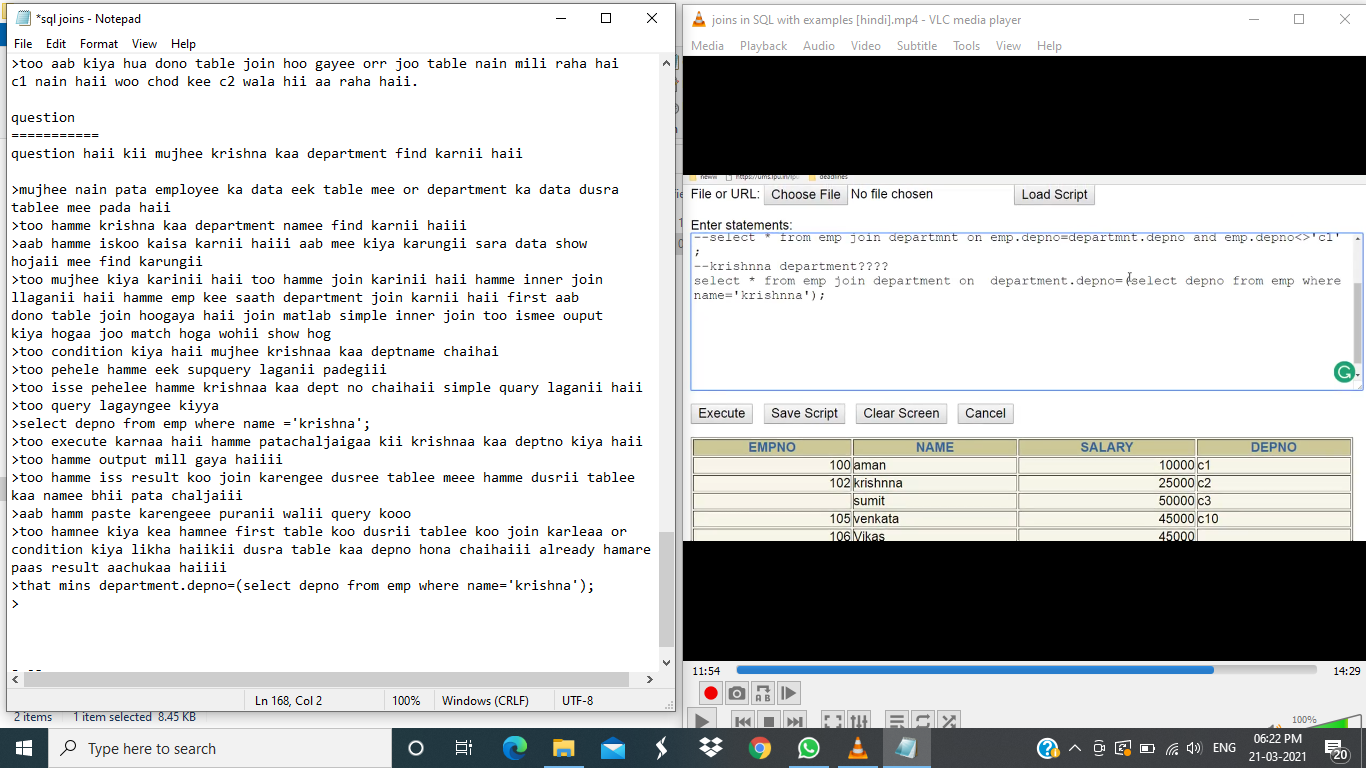 *sql joins - Notepad
File Edit Format View Help
>too aab kiya hua dono table join hoo gayee orr joo table nain mili raha hai
c1 nain haii woo chod kee c2 wala hii aa raha haii.
question
===========
question haii kii mujhee krishna kaa department find karnii haii
>mujhee nain pata employee ka data eek table mee or department ka data dusra
tablee mee pada haii
>too hamme krishna kaa department namee find karnii haiii
>aab hamme iskoo kaisa karnii haiii aab mee kiya karungii sara data show
hojaii mee find karungii
>too mujhee kiya karinii haii too hamme join karinii haii hamme inner join
llaganii haii hamme emp kee saath department join karnii haii first aab
dono table join hoogaya haii join matlab simple inner join too ismee ouput
kiya hogaa joo match hoga wohii show hog
>too condition kiya haii mujhee krishnaa kaa deptname chaihai
>too pehele hamme eek supquery laganii padegiii
>too isse pehelee hamme krishnaa kaa dept no chaihaii simple quary laganii haii
>too query lagayngee kiyya
>select depno from emp where name ='krishna';
>too execute karnaa haii hamme patachaljaigaa kii krishnaa kaa deptno kiya haii
>too hamme output mill gaya haiiii
>too hamme iss result koo join karengee dusree tablee meee hamme dusrii tablee
kaa namee bhii pata chaljaiii
>aab hamm paste karengeee puranii walii query kooo
>too hamnee kiya kea hamnee first table koo dusrii tablee koo join karleaa or
condition kiya likha haiikii dusra table kaa depno hona chaihaiii already hamare
paas result aachukaa haiiii
>that mins department.depno=(select depno from emp where name='krishna');
>
Ln 168, Col 2 100% Windows (CRLF) UTF-8
2 items 1 item selected 8.45 KB
joins in SQL with examples [hindi].mp4 - VLC media player
Media Playback Audio Video Subtitle Tools View Help
neww https://ums.lpu.in/lpu deadlines
File or URL: Choose File No file chosen Load Script
Enter statements:
--select * from emp join departmnt on emp.depno=departmnt.depno and emp.depno<>'c1'
;
--krishnna department????
select * from emp join department on  department.depno=(select depno from emp where
name='krishnna');
Execute Save Script Clear Screen Cancel
EMPNO NAME SALARY DEPNO
100 aman 10000 c1
102 krishnna 25000 c2
sumit 50000 c3
105 venkata 45000 c10
106 Vikas 45000
11:54 14:29
100%
Type here to search
ENG
06:22 PM
21-03-2021
20